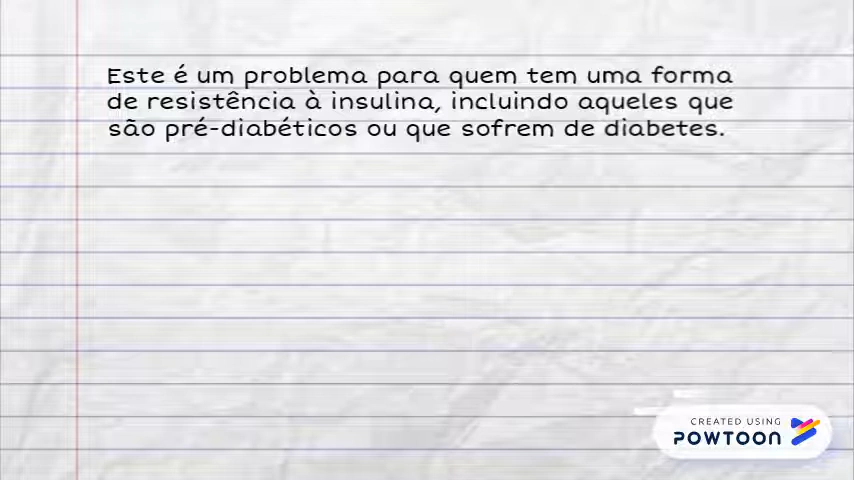 Este é um problema para quem tem uma forma
de resistência à insulina, incluindo aqueles que
são pré-diabéticos ou que sofrem de diabetes.
CREATED USING
POWTOON